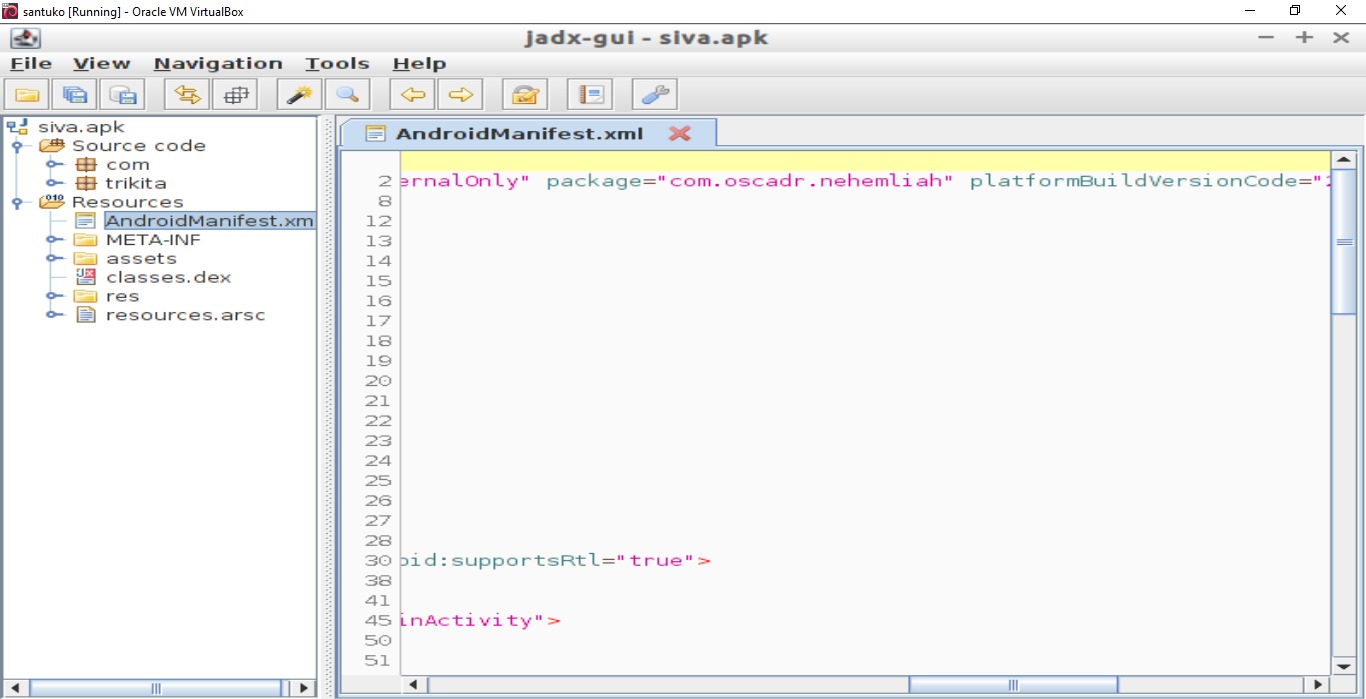 santuko [Running] - Oracle VM VirtualBox
jadx-gui - siva.apk
File View Navigation Tools Help
siva.apk
Source code
com
trikita
Resources
AndroidManifest.xm
META-INF
assets
classes.dex
res
resources.arsc
AndroidManifest.xml
2 ernalOnly" package="com.oscadr.nehemliah" platformBuildVersionCode="
8
12
13
14
15
16
17
18
19
20
21
22
23
24
25
26
27
28
30 oid:supportsRtl="true">
38
41
45 inActivity">
50
51